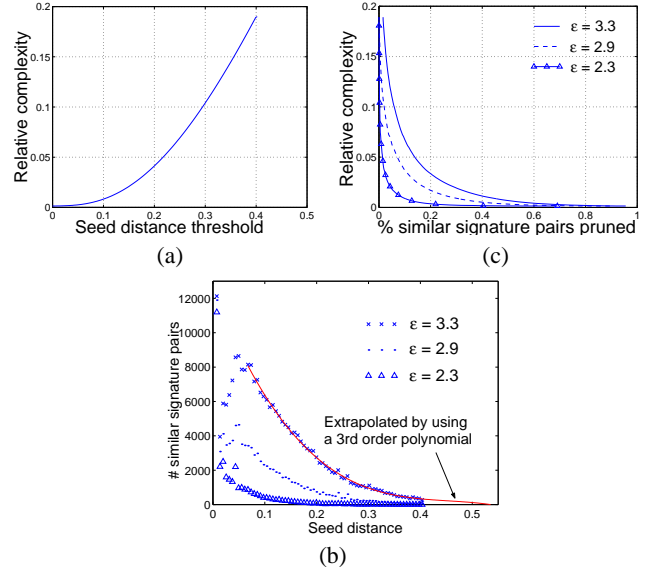 0.2
0.15
0.1
0.05
0
0 0.1 0.2 0.3 0.4 0.5
Relative complexity
Seed distance threshold
(a)
0.2
0.15
0.1
0.05
0
0 0.2 0.4 0.6 0.8 1
Relative complexity
% similar signature pairs pruned
ε = 3.3
ε = 2.9
ε = 2.3
(c)
12000
10000
8000
6000
4000
2000
0
0 0.1 0.2 0.3 0.4 0.5
# similar signature pairs
Seed distance
ε = 3.3
ε = 2.9
ε = 2.3
Extrapolated by using
a 3rd order polynomial
(b)